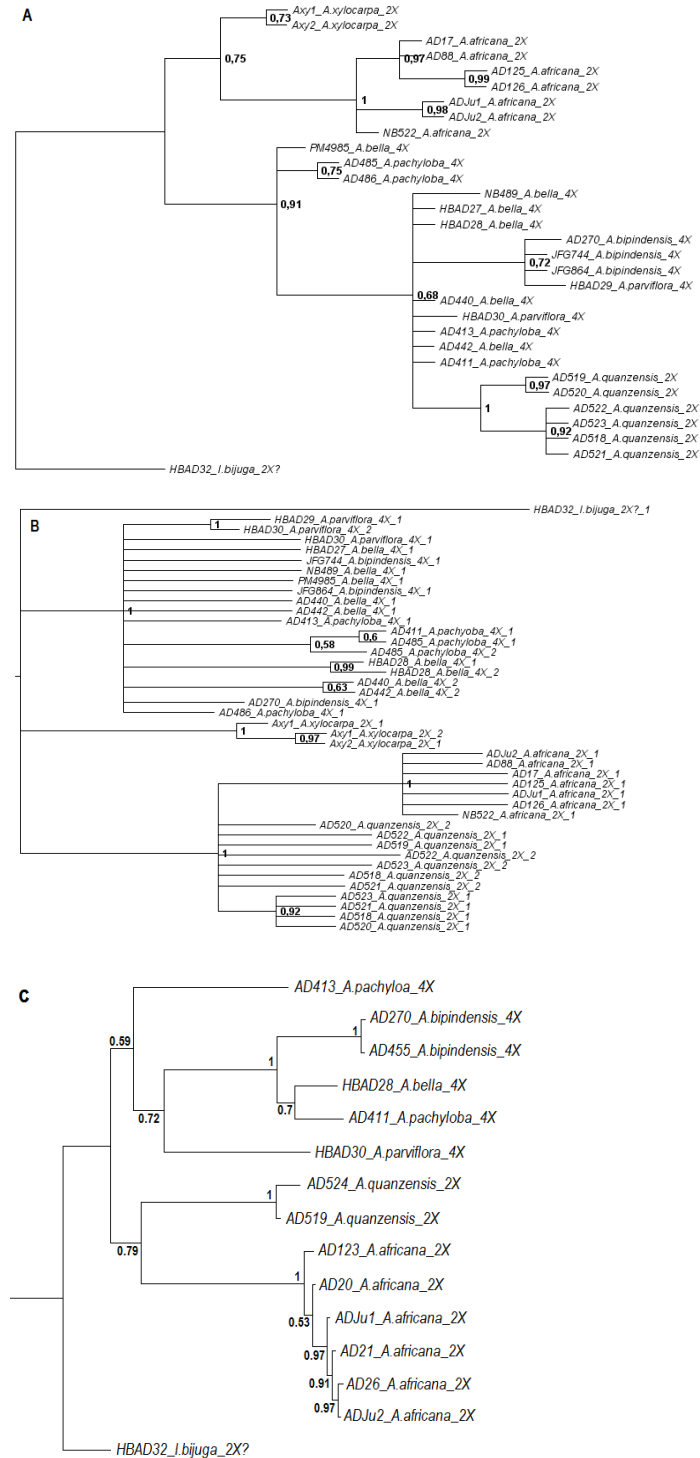 A
Axy1_A.xylocarpa_2X
0,73
Axy2_A.xylocarpa_2X
0,75
AD17_A.africana_2X
0,97
AD88_A.africana_2X
AD125_A.africana_2X
0,99
AD126_A.africana_2X
1
ADJu1_A.africana_2X
0,98
ADJu2_A.africana_2X
NB522_A.africana_2X
PM4985_A.bella_4X
AD485_A.pachyloba_4X
0,75
AD486_A.pachyloba_4X
0,91
NB489_A.bella_4X
HBAD27_A.bella_4X
HBAD28_A.bella_4X
AD270_A.bipindensis_4X
JFG744_A.bipindensis_4X
0,72
JFG864_A.bipindensis_4X
HBAD29_A.parviflora_4X
0,68
AD440_A.bella_4X
HBAD30_A.parviflora_4X
AD413_A.pachyloba_4X
AD442_A.bella_4X
AD411_A.pachyloba_4X
AD519_A.quanzensis_2X
0,97
AD520_A.quanzensis_2X
1
AD522_A.quanzensis_2X
AD523_A.quanzensis_2X
0,92
AD518_A.quanzensis_2X
AD521_A.quanzensis_2X
HBAD32_I.bijuga_2X?
B
HBAD32_I.bijuga_2X?_1
HBAD29_A.parviflora_4X_1
1
HBAD30_A.parviflora_4X_2
HBAD30_A.parviflora_4X_1
HBAD27_A.bella_4X_1
JFG744_A.bipindensis_4X_1
NB489_A.bella_4X_1
PM4985_A.bella_4X_1
JFG864_A.bipindensis_4X_1
AD440_A.bella_4X_1
1
AD442_A.bella_4X_1
AD413_A.pachyloba_4X_1
AD411_A.pachyoba_4X_1
0,6
AD485_A.pachyloba_4X_1
0,58
AD485_A.pachyloba_4X_2
HBAD28_A.bella_4X_1
0,99
HBAD28_A.bella_4X_2
AD440_A.bella_4X_2
0,63
AD442_A.bella_4X_2
AD270_A.bipindensis_4X_1
AD486_A.pachyloba_4X_1
Axy1_A.xylocarpa_2X_1
1
Axy1_A.xylocarpa_2X_2
0,97
Axy2_A.xylocarpa_2X_1
ADJu2_A.africana_2X_1
AD88_A.africana_2X_1
AD17_A.africana_2X_1
1
AD125_A.africana_2X_1
ADJu1_A.africana_2X_1
AD126_A.africana_2X_1
NB522_A.africana_2X_1
AD520_A.quanzensis_2X_2
AD522_A.quanzensis_2X_1
AD519_A.quanzensis_2X_1
1
AD522_A.quanzensis_2X_2
AD523_A.quanzensis_2X_2
AD518_A.quanzensis_2X_2
AD521_A.quanzensis_2X_2
AD523_A.quanzensis_2X_1
AD521_A.quanzensis_2X_1
0,92
AD518_A.quanzensis_2X_1
AD520_A.quanzensis_2X_1
C
AD413_A.pachyloa_4X
0.59
AD270_A.bipindensis_4X
1
AD455_A.bipindensis_4X
1
HBAD28_A.bella_4X
0.7
AD411_A.pachyloba_4X
0.72
HBAD30_A.parviflora_4X
AD524_A.quanzensis_2X
1
AD519_A.quanzensis_2X
0.79
AD123_A.africana_2X
1
AD20_A.africana_2X
0.53
ADJu1_A.africana_2X
0.97
AD21_A.africana_2X
0.91
AD26_A.africana_2X
0.97
ADJu2_A.africana_2X
HBAD32_I.bijuga_2X?